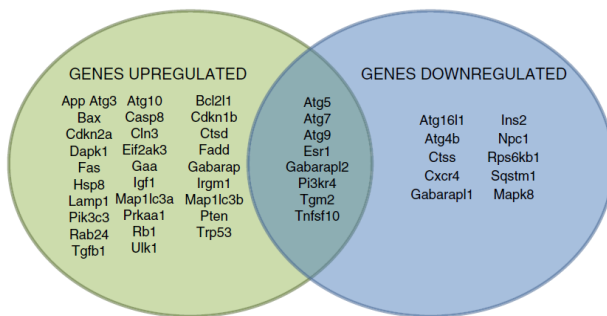 GENES UPREGULATED
App Atg3 Atg10 Bcl2l1
Bax Casp8 Cdkn1b
Cdkn2a Cln3 Ctsd
Dapk1 Eif2ak3 Fadd
Fas Gaa Gabarap
Hsp8 Igf1 Irgm1
Lamp1 Map1lc3a Map1lc3b
Pik3c3 Prkaa1 Pten
Rab24 Rb1 Trp53
Tgfb1 Ulk1
Atg5
Atg7
Atg9
Esr1
Gabarapl2
Pi3kr4
Tgm2
Tnfsf10
GENES DOWNREGULATED
Atg16l1 Ins2
Atg4b Npc1
Ctss Rps6kb1
Cxcr4 Sqstm1
Gabarapl1 Mapk8